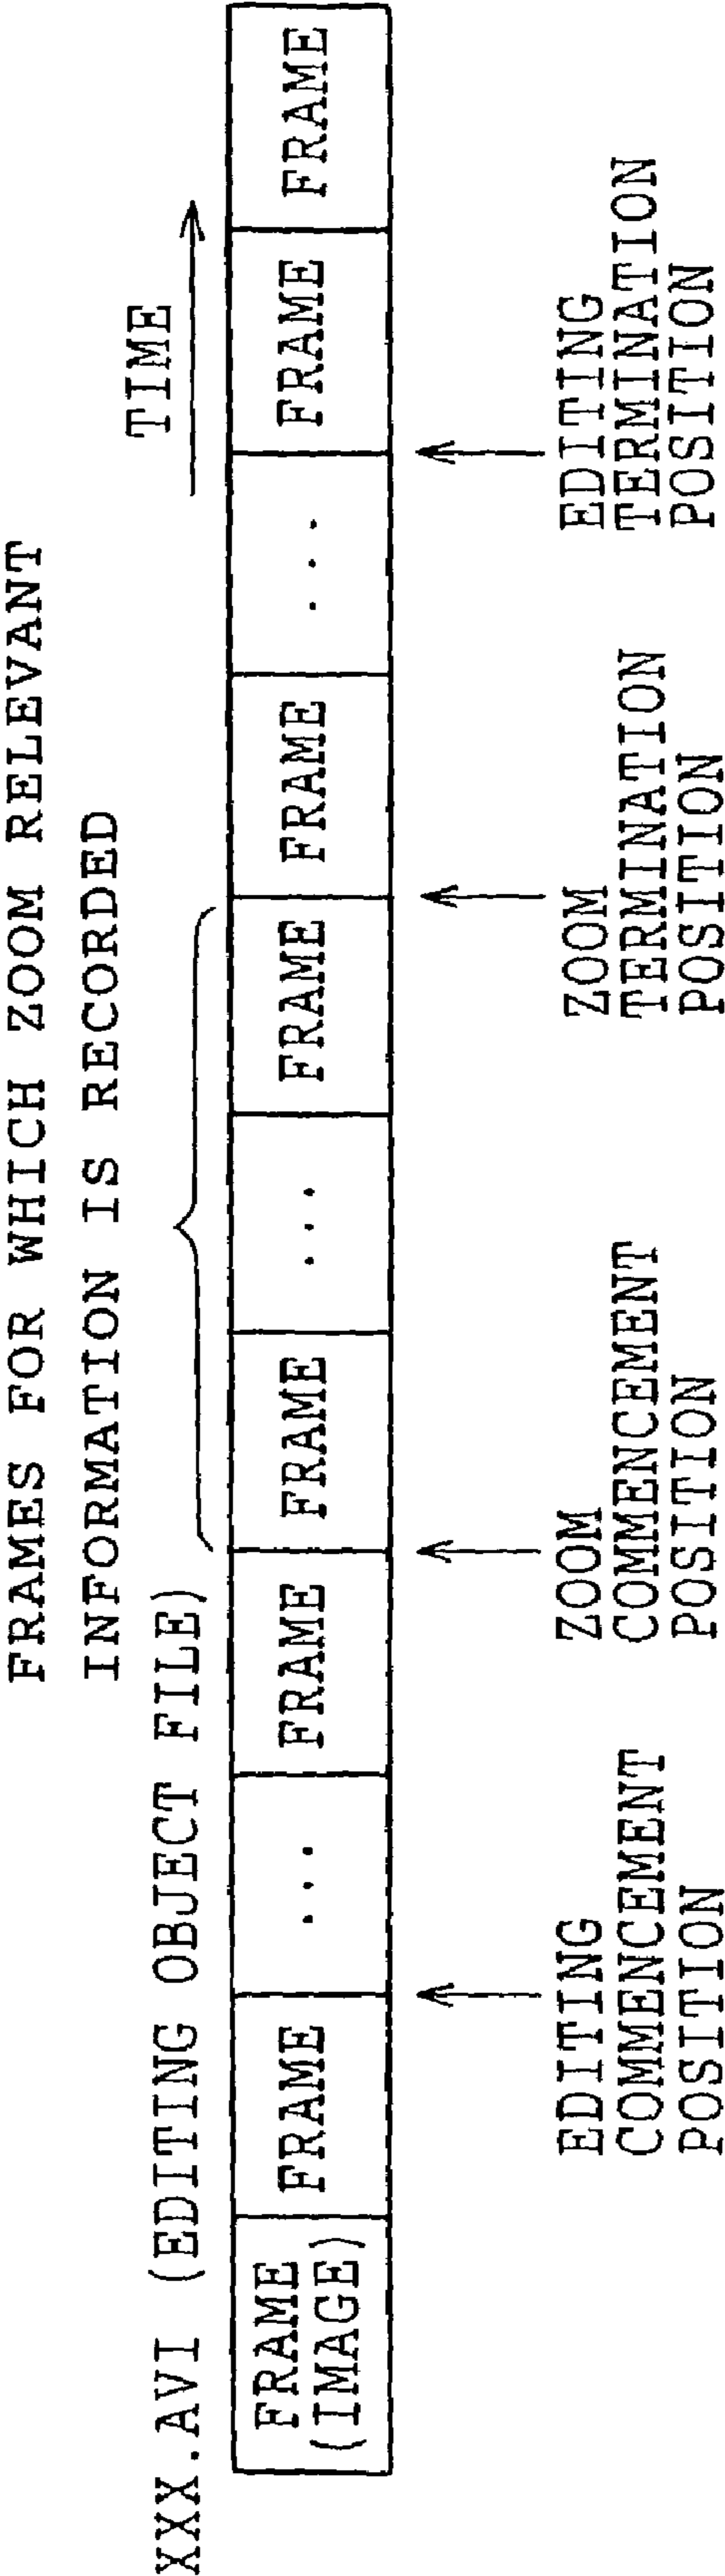 FRAMES FOR WHICH ZOOM RELEVANT
INFORMATION IS RECORDED
XXX.AVI (EDITING OBJECT FILE)
TIME
FRAME
(IMAGE)
FRAME
...
FRAME
FRAME
...
FRAME
FRAME
...
FRAME
FRAME
EDITING
COMMENCEMENT
POSITION
ZOOM
COMMENCEMENT
POSITION
ZOOM
TERMINATION
POSITION
EDITING
TERMINATION
POSITION